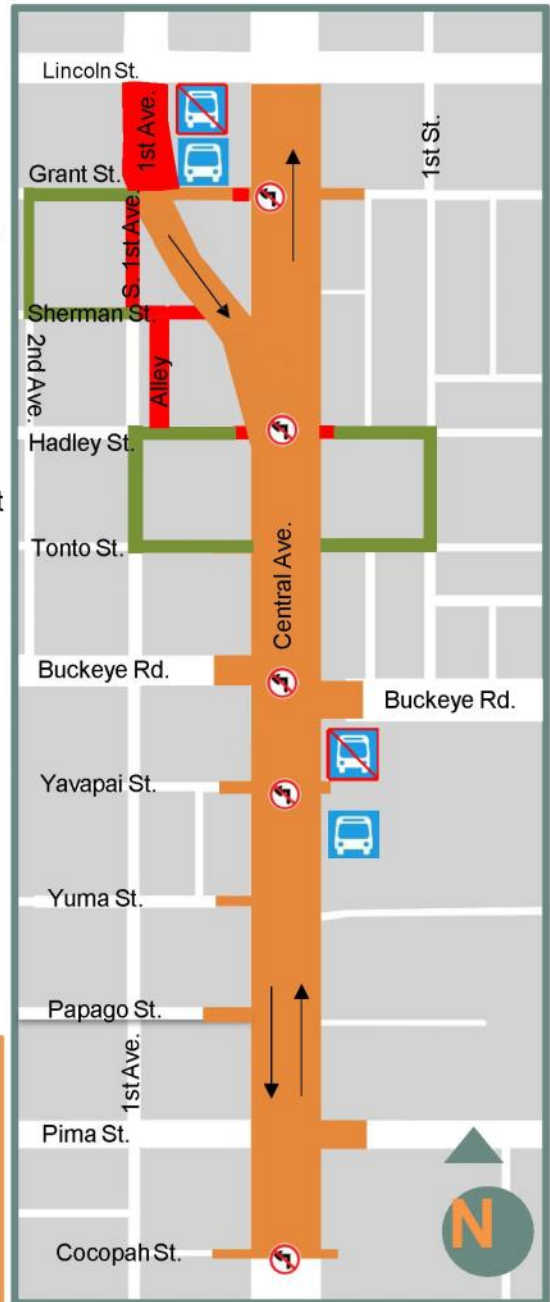 Lincoln St.
1st Ave.
1st St.
Grant St.
S. 1st Ave.
Sherman St.
2nd Ave.
Alley
Hadley St.
t
Tonto St.
Central Ave.
Buckeye Rd.
Buckeye Rd.
Yavapai St.
Yuma St.
Papago St.
1st Ave.
Pima St.
N
Cocopah St.